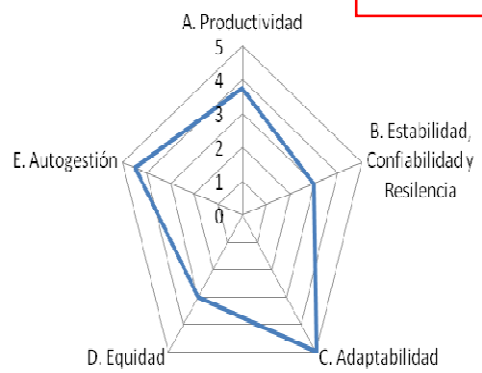 A. Productividad
5
4
3
2
1
0
B. Estabilidad,
Confiabilidad y
Resilencia
C. Adaptabilidad
D. Equidad
E. Autogestión